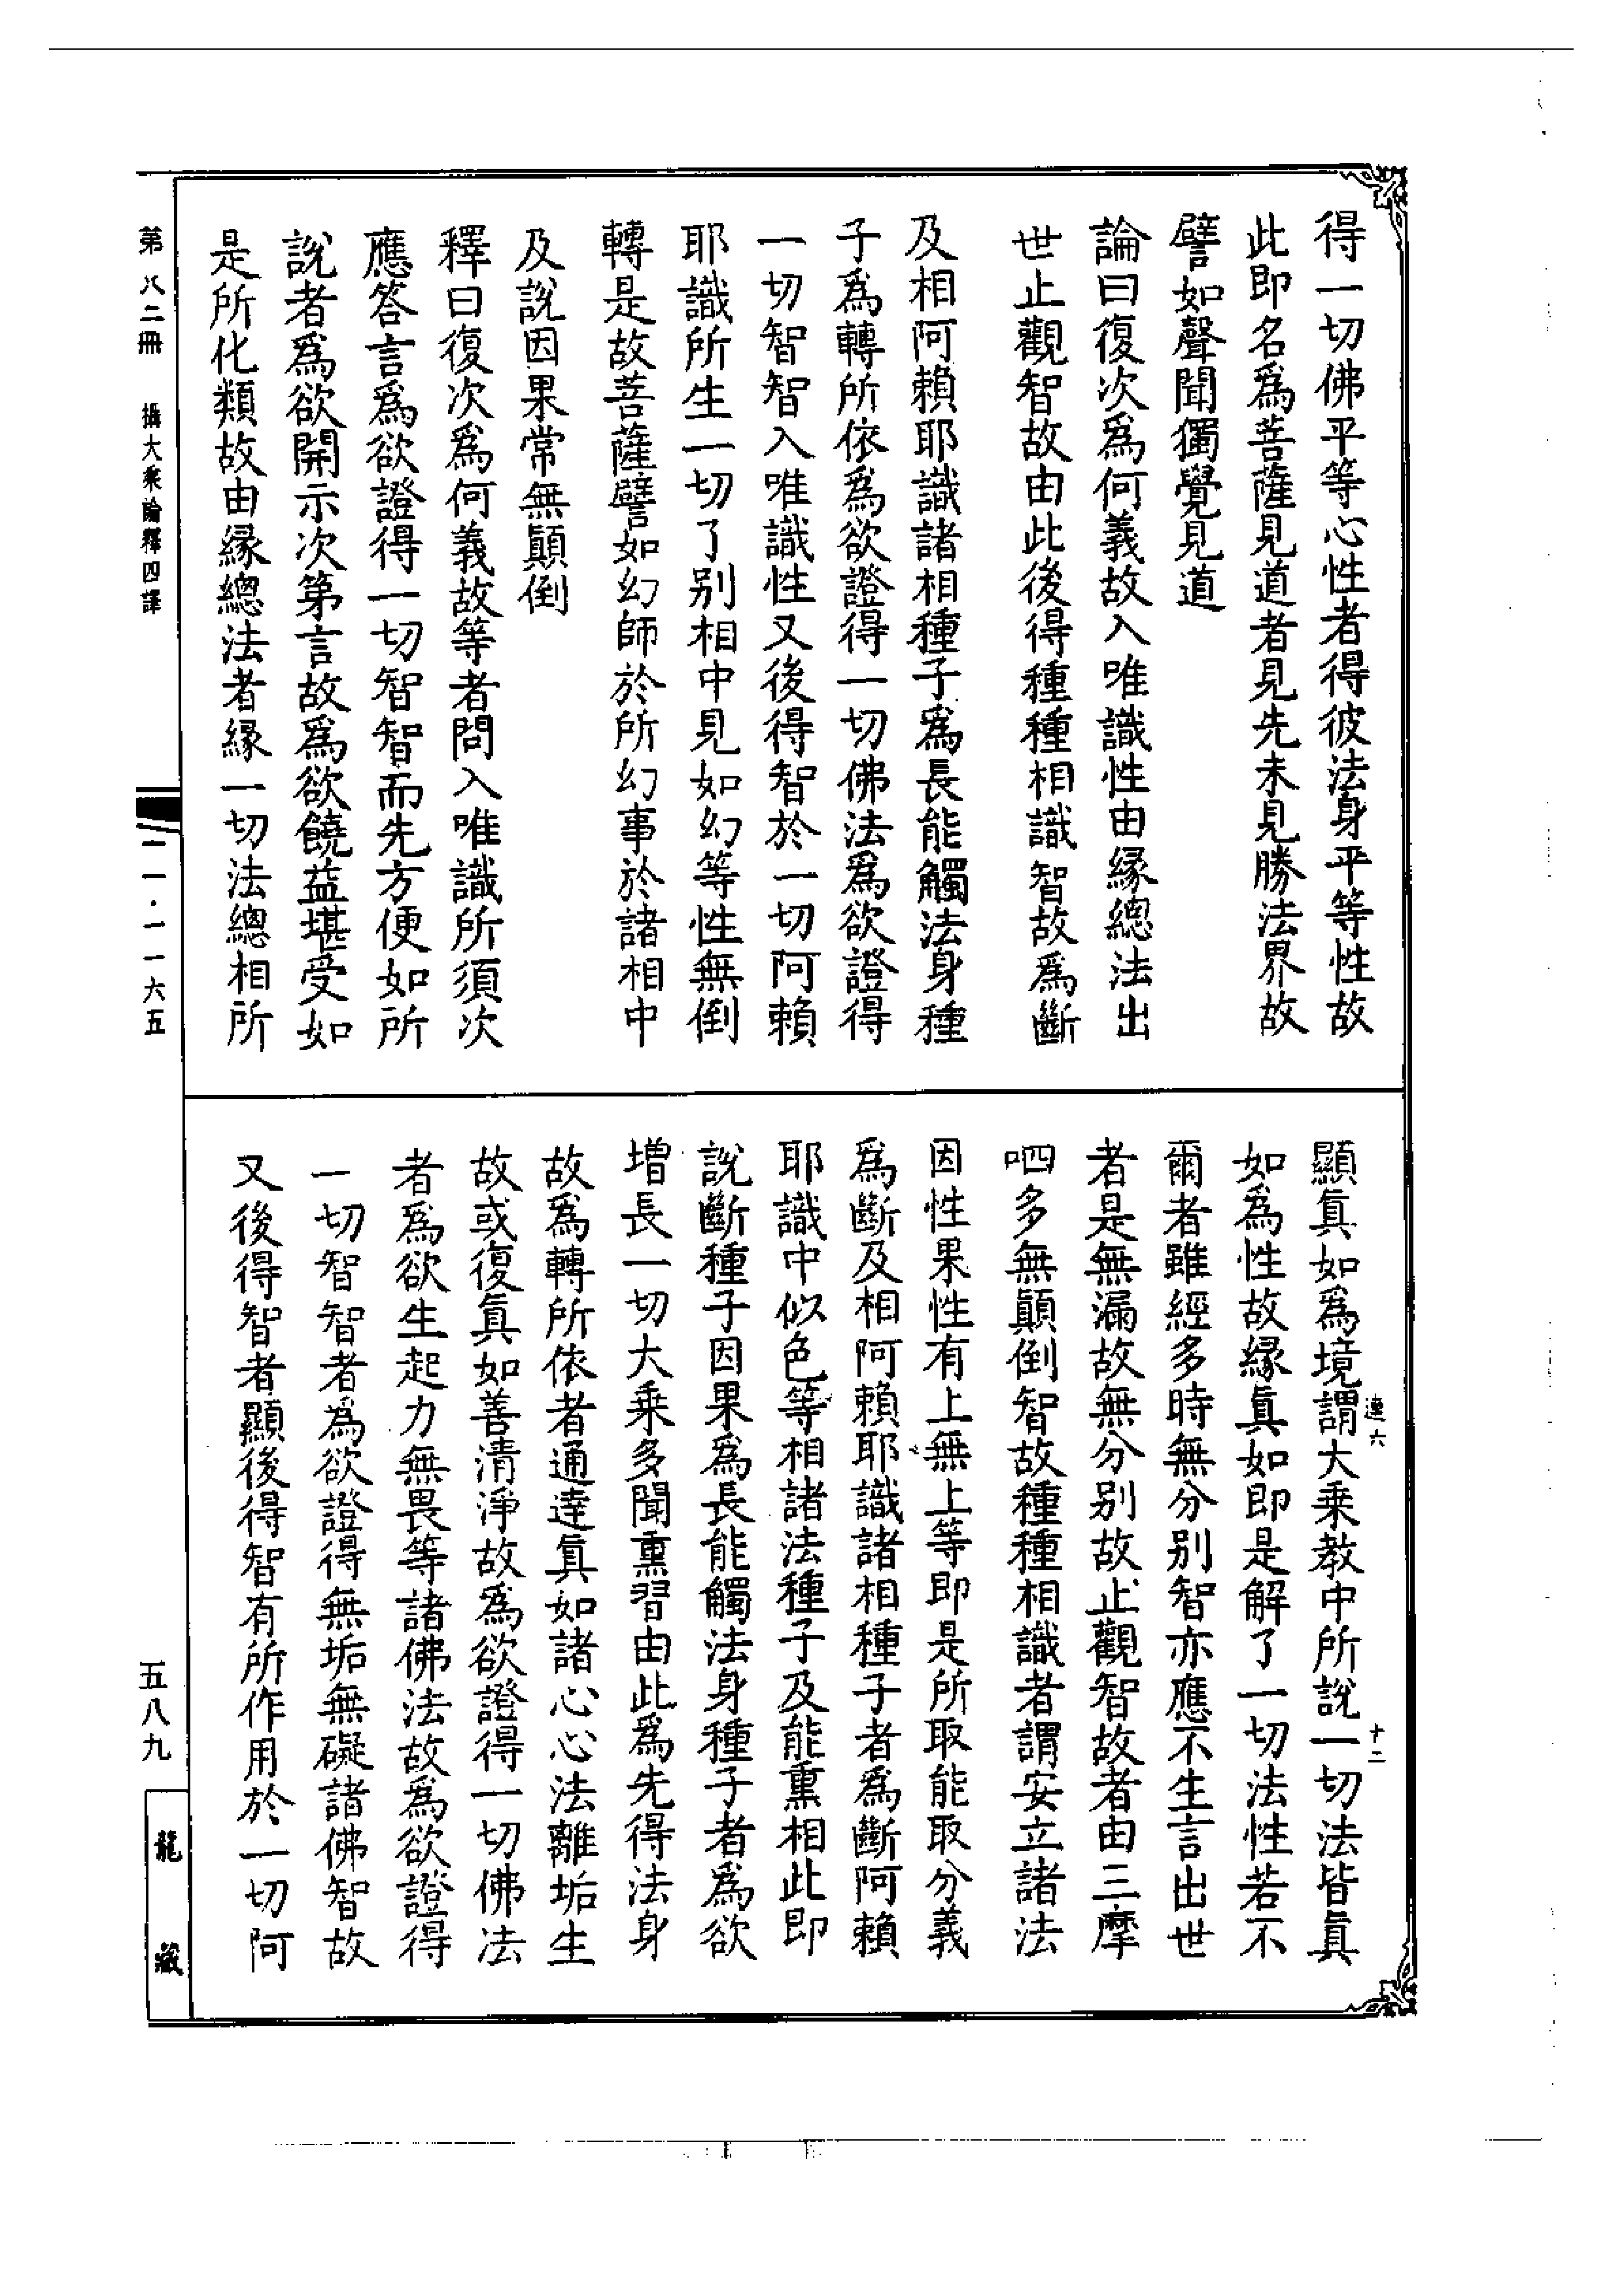 得一切佛平等心性者得彼法身平等性故
此即名爲菩薩見道者見先未見勝法界故
譬如聲聞獨覺見道
論曰復次爲何義故入唯識性由緣總法出
世止觀智故由此後得種種相識智故爲斷
及相阿賴耶識諸相種子爲長能觸法身種
子爲轉所依爲欲證得一切佛法爲欲證得
一切智智入唯識性又後得智於一切阿賴
耶識所生一切了别相中見如幻等性無倒
轉是故菩薩譬如幻師於所幻事於諸相中
及說因果常無顚倒
釋曰復次爲何義故等者問入唯識所須次
應答言爲欲證得一切智智而先方便如所
說者爲欲開示次第言故爲欲饒益堪受如
是所化類故由緣總法者緣一切法總相所
顯眞如爲境謂大乘教中所說一切法皆眞
如爲性故緣眞如即是解了一切法性若不
爾者雖經多時無分别智亦應不生言出世
者是無漏故無分别故止觀智故者由三摩
呬多無顚倒智故種種相識者謂安立諸法
因性果性有上無上等即是所取能取分義
爲斷及相阿賴耶識諸相種子者爲斷阿賴
耶識中似色等相諸法種子及能熏相此即
說斷種子因果爲長能觸法身種子者爲欲
增長一切大乘多聞熏習由此爲先得法身
故爲轉所依者通達眞如諸心心法離垢生
故或復眞如善清淨故爲欲證得一切佛法
者爲欲生起力無畏等諸佛法故爲欲證得
一切智智者爲欲證得無垢無礙諸佛智故
又後得智者顯後得智有所作用於一切阿
連六
十二
第八二冊
攝大乘論釋四譯
二一·一一六五
五八九
龍藏